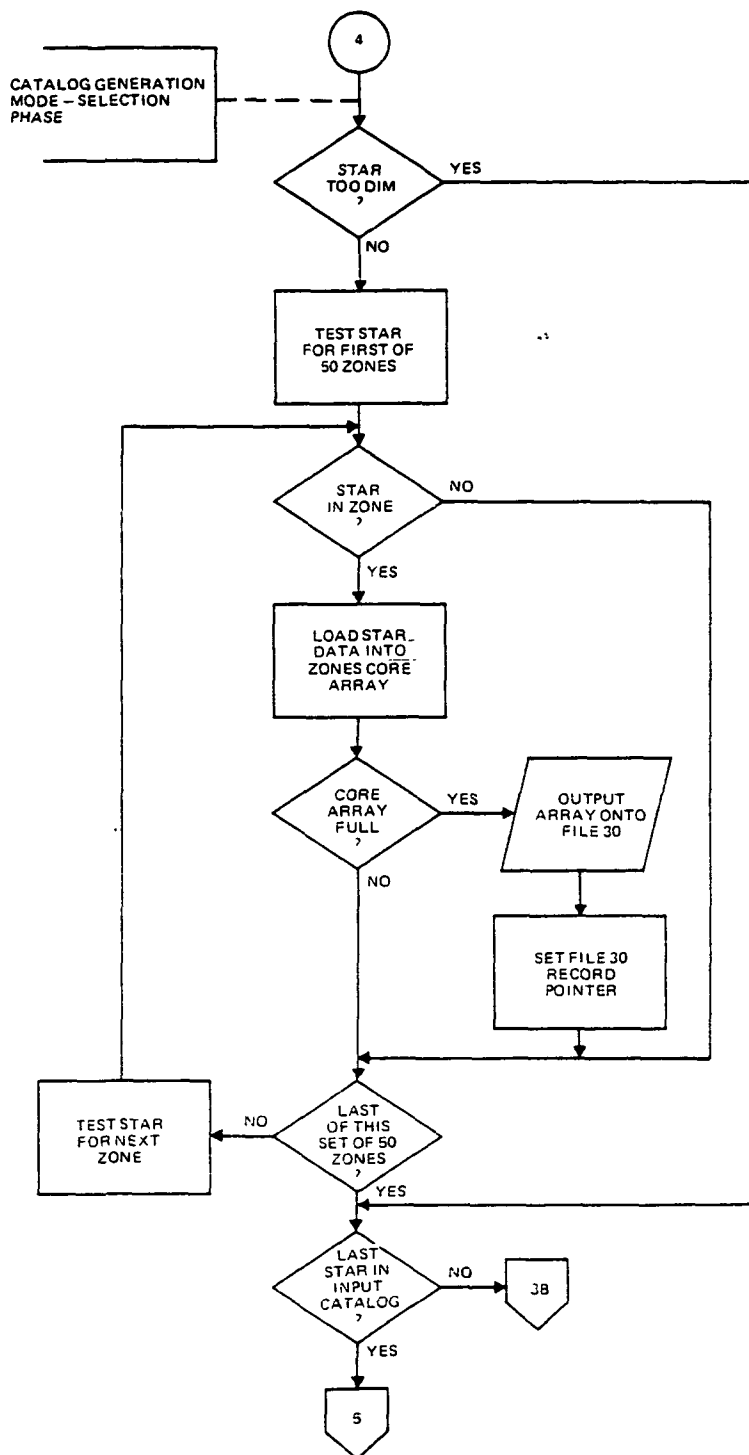 4
CATALOG GENERATION
MODE – SELECTION
PHASE
STAR
TOO DIM
?
YES
NO
TEST STAR
FOR FIRST OF
50 ZONES
STAR
IN ZONE
?
NO
YES
LOAD STAR
DATA INTO
ZONES CORE
ARRAY
CORE
ARRAY
FULL
?
YES
OUTPUT
ARRAY ONTO
FILE 30
NO
SET FILE 30
RECORD
POINTER
LAST
OF THIS
SET OF 50
ZONES
?
NO
TEST STAR
FOR NEXT
ZONE
YES
LAST
STAR IN
INPUT
CATALOG
?
NO
3B
YES
5